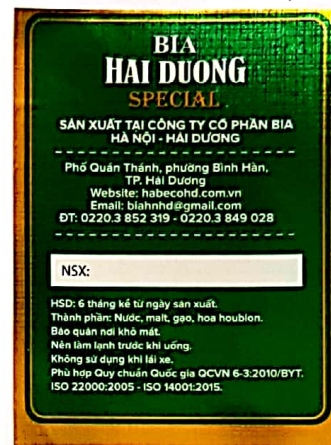 BIA
HAI DUONG
SPECIAL
SẢN XUẤT TẠI CÔNG TY CỔ PHẦN BIA
HÀ NỘI - HẢI DƯƠNG
Phố Quán Thánh, phường Bình Hàn,
TP. Hải Dương
Website: habecohd.com.vn
Email: biahnhd@gmail.com
ĐT: 0220.3 852 319 - 0220.3 849 028
NSX:
HSD: 6 tháng kể từ ngày sản xuất.
Thành phần: Nước, malt, gạo, hoa houblon.
Bảo quản nơi khô mát.
Nên làm lạnh trước khi uống.
Không sử dụng khi lái xe.
Phù hợp Quy chuẩn Quốc gia QCVN 6-3:2010/BYT.
ISO 22000:2005 - ISO 14001:2015.